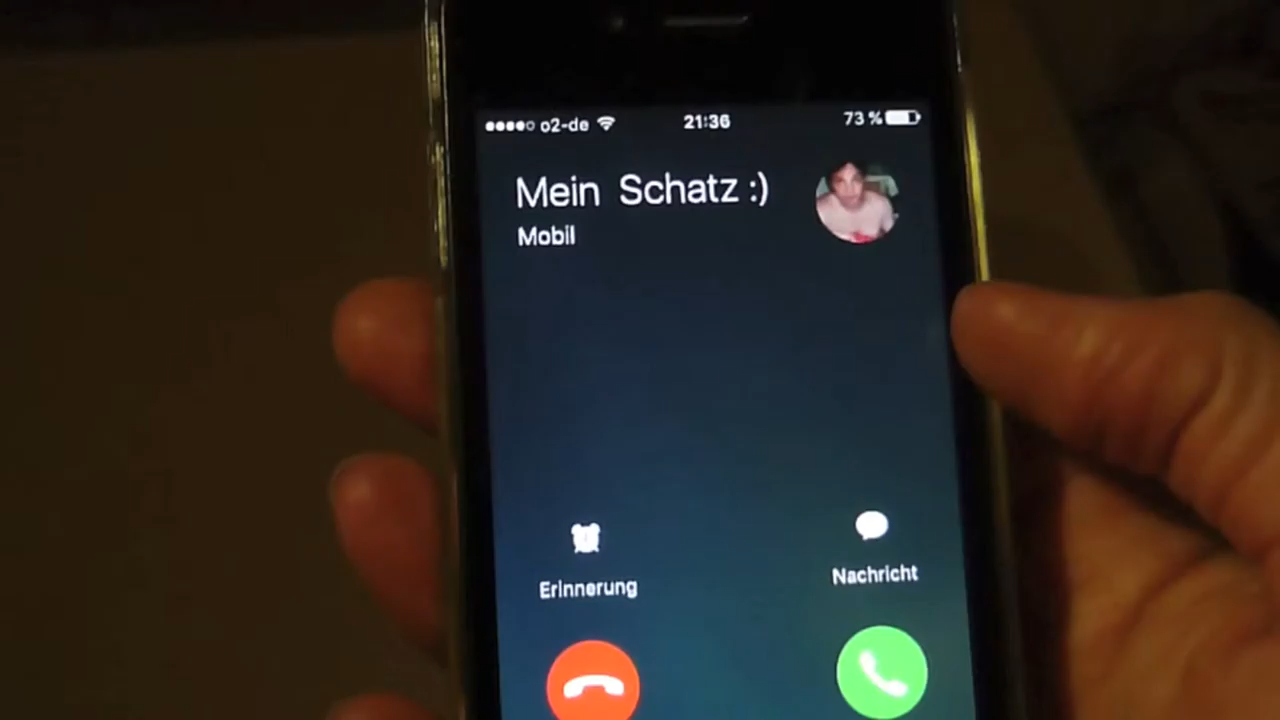 o2-de 21:36 73 %
Mein Schatz :)
Mobil
Erinnerung
Nachricht